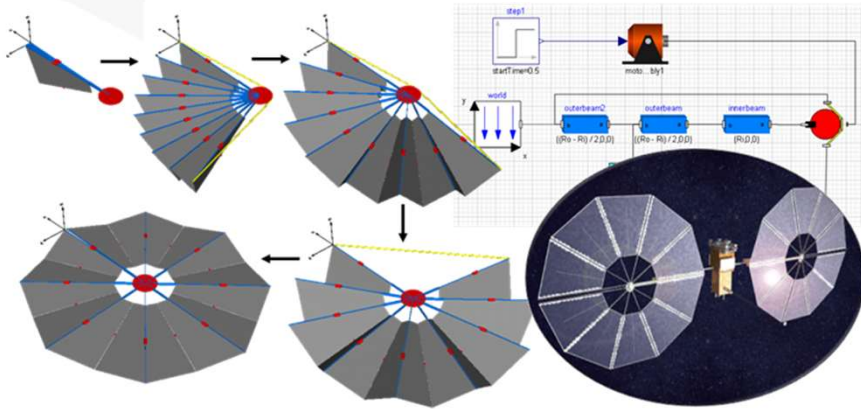 step1
startTime=0.5
moto... bly1
world
y
x
outerbeam2
((Ro - Ri) / 2,0,0)
outerbeam
((Ro - Ri) / 2,0,0)
innerbeam
(Ri,0,0)